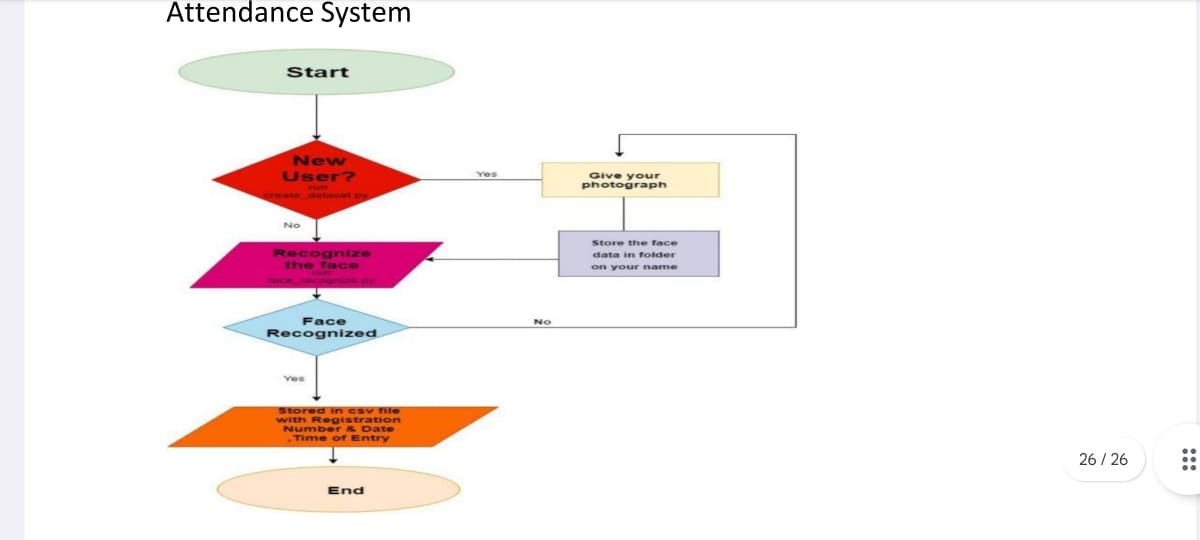 Attendance System
Start
New
User?
run
create_dataset.py
Yes
Give your
photograph
No
Store the face
data in folder
on your name
Recognize
the face
run
face_recognize.py
Face
Recognized
No
Yes
Stored in csv file
with Registration
Number & Date
,Time of Entry
End
26 / 26